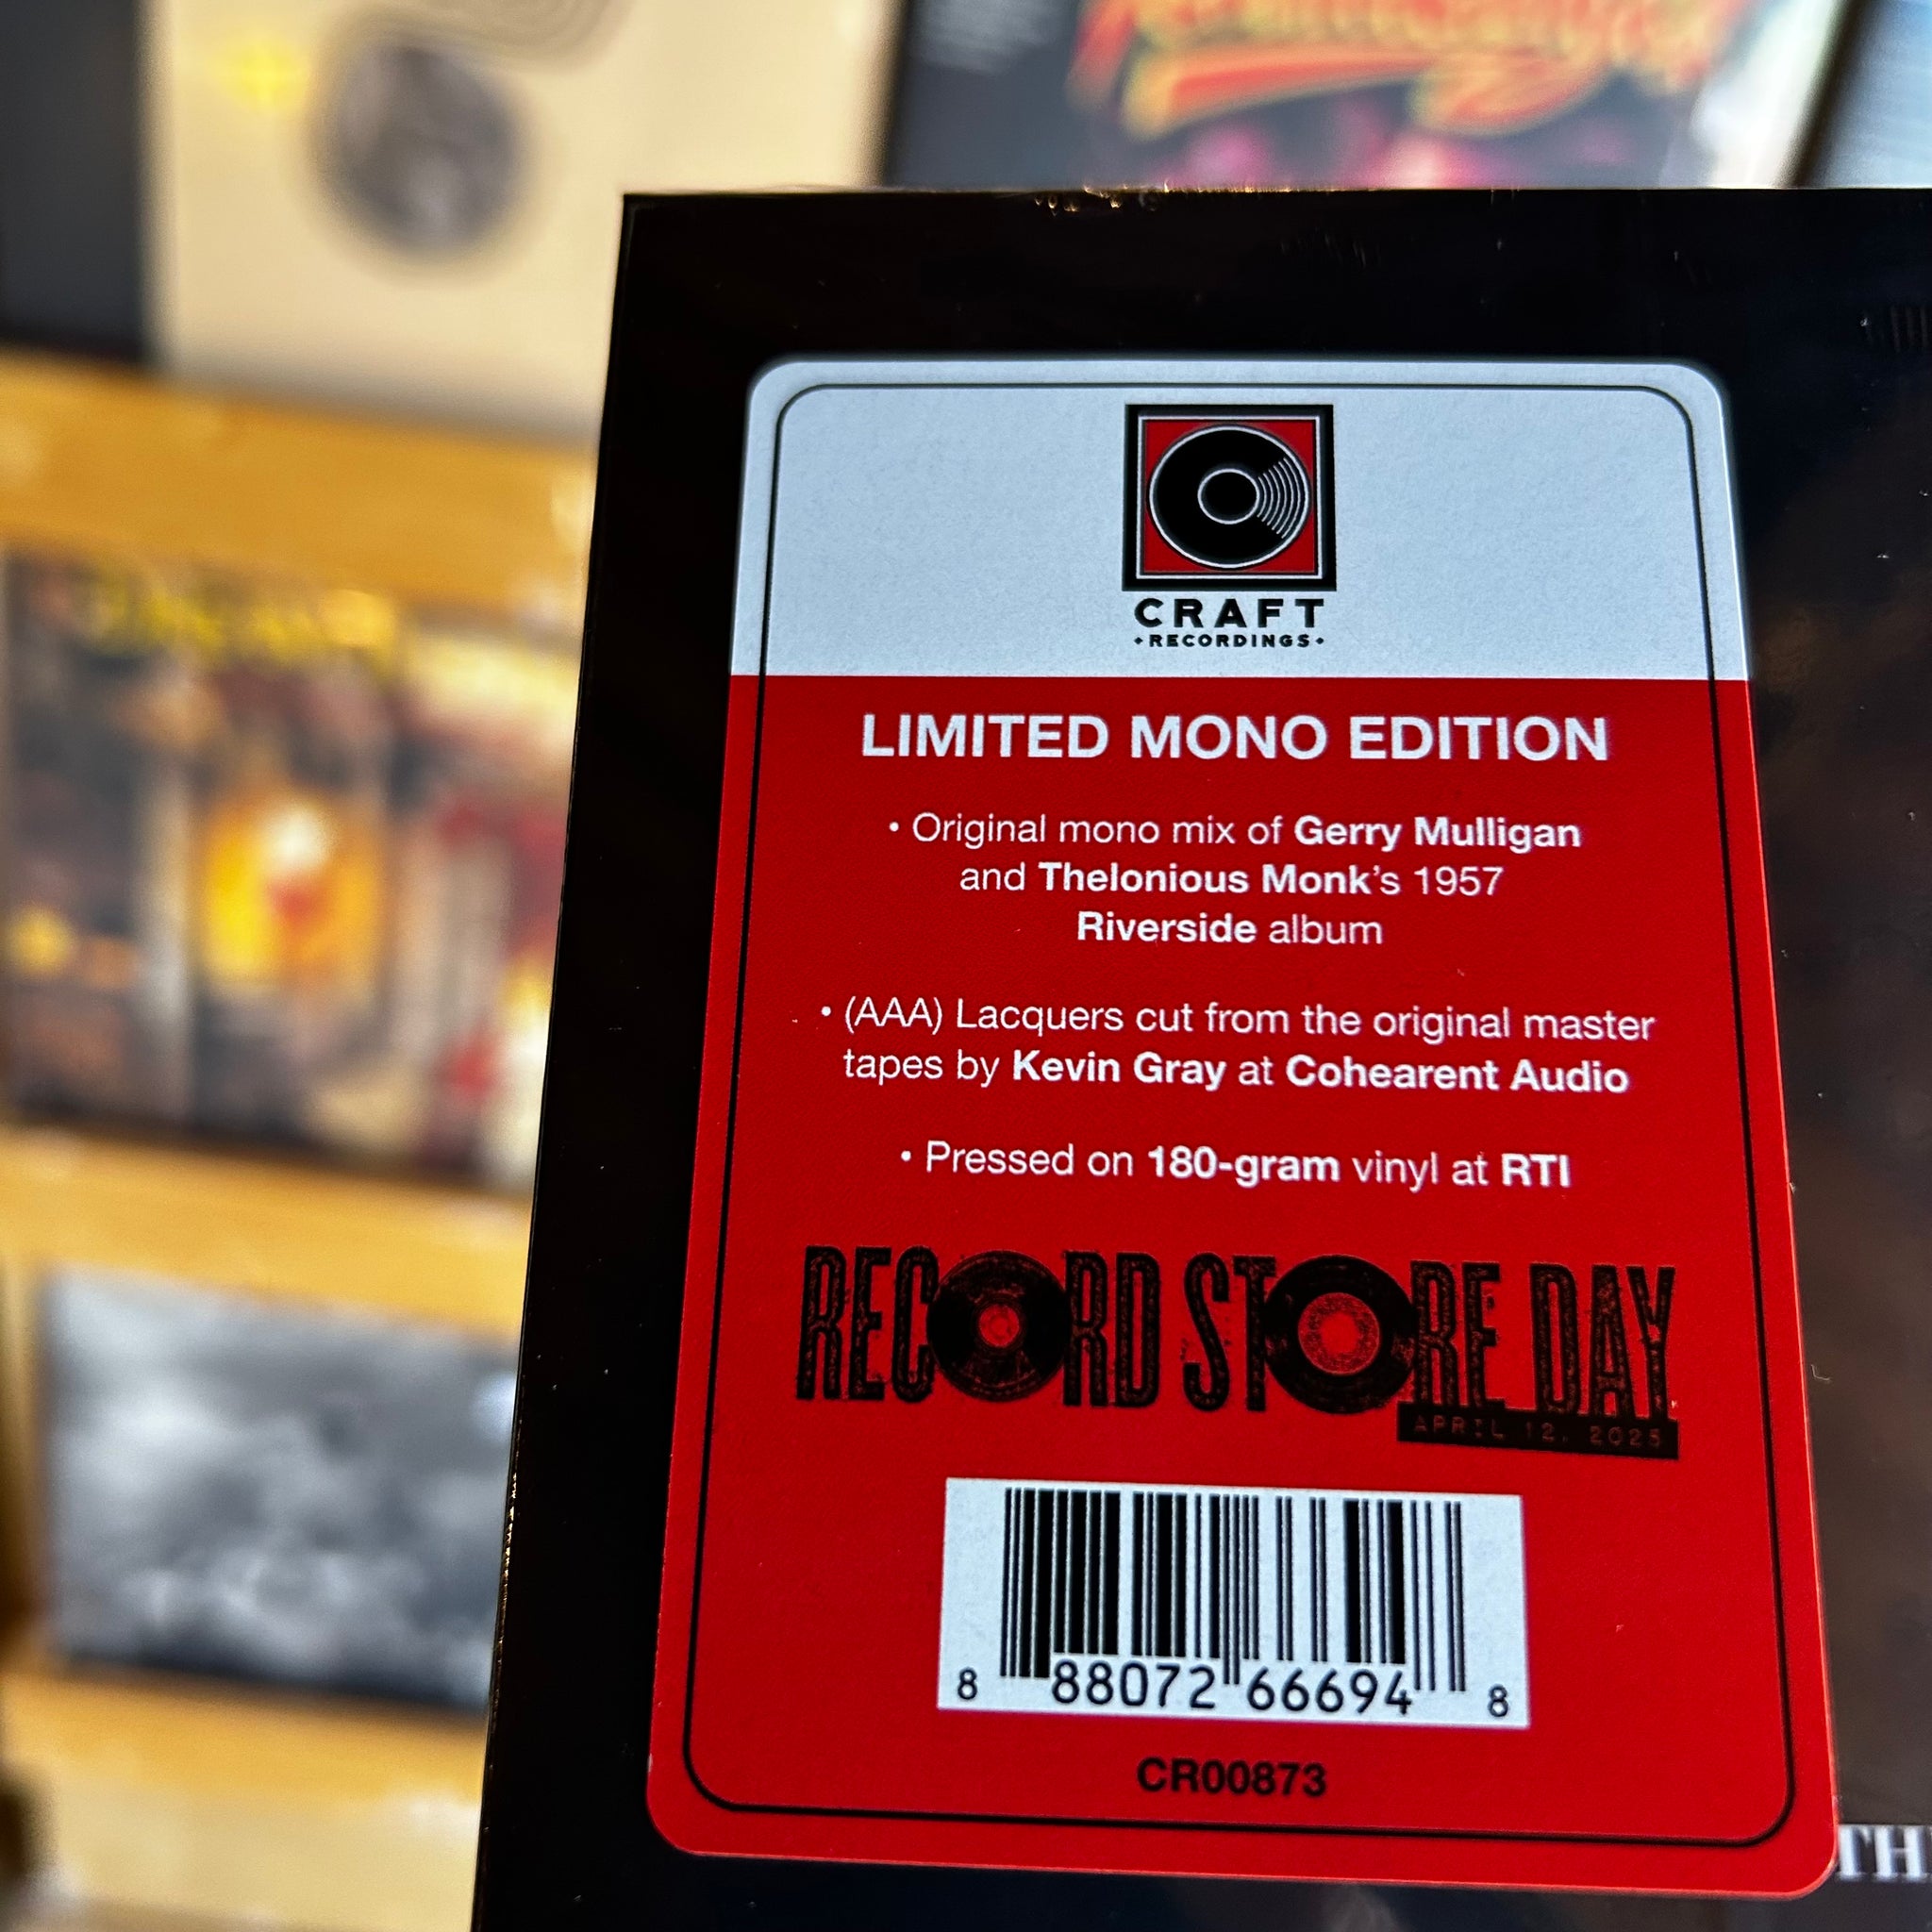 CRAFT
•RECORDINGS•
LIMITED MONO EDITION
• Original mono mix of Gerry Mulligan
and Thelonious Monk's 1957
Riverside album
• (AAA) Lacquers cut from the original master
tapes by Kevin Gray at Cohearent Audio
• Pressed on 180-gram vinyl at RTI
RECORD STORE DAY
APRIL 12, 2025
8 88072 66694 8
CR00873